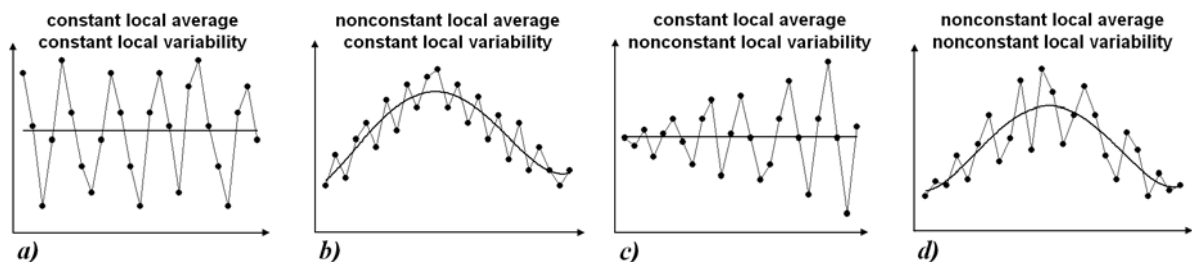 constant local average
constant local variability
a)
nonconstant local average
constant local variability
b)
constant local average
nonconstant local variability
c)
nonconstant local average
nonconstant local variability
d)